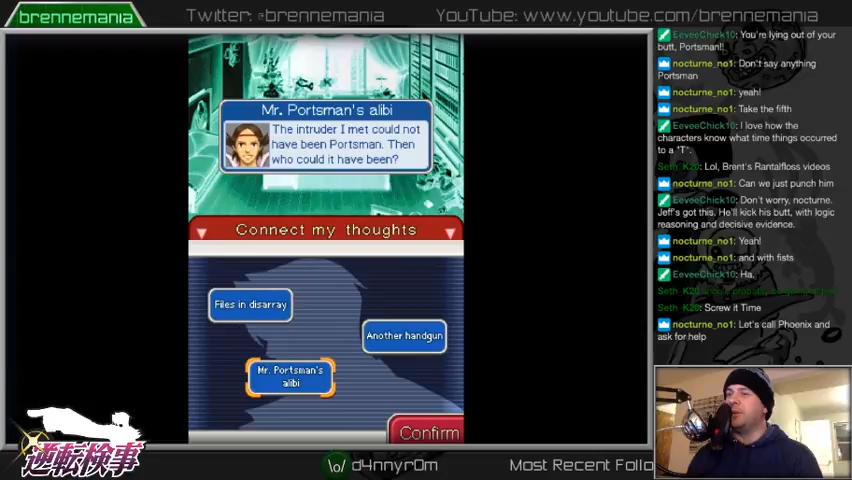 brennemania
Twitter: @brennemania
YouTube: www.youtube.com/brennemania
Mr. Portsman's alibi
The intruder I met could not
have been Portsman. Then
who could it have been?
Connect my thoughts
Files in disarray
Another handgun
Mr. Portsman's
alibi
Confirm
EeveeChick10: You're lying out of your
butt, Portsman!!
nocturne_no1: Don't say anything
Portsman
nocturne_no1: yeah!
nocturne_no1: Take the fifth
EeveeChick10: I love how the
characters know what time things occurred
to a "T".
Seth_K20: Lol, Brent's Rantalfloss videos
nocturne_no1: Can we just punch him
EeveeChick10: Don't worry, nocturne.
Jeff's got this. He'll kick his butt, with logic
reasoning and decisive evidence.
nocturne_no1: Yeah!
nocturne_no1: and with fists
EeveeChick10: Ha,
Seth_K20:
Seth_K20: Screw it Time
nocturne_no1: Let's call Phoenix and
ask for help
逆転検事
\o/ d4nnyr0m
Most Recent Follo